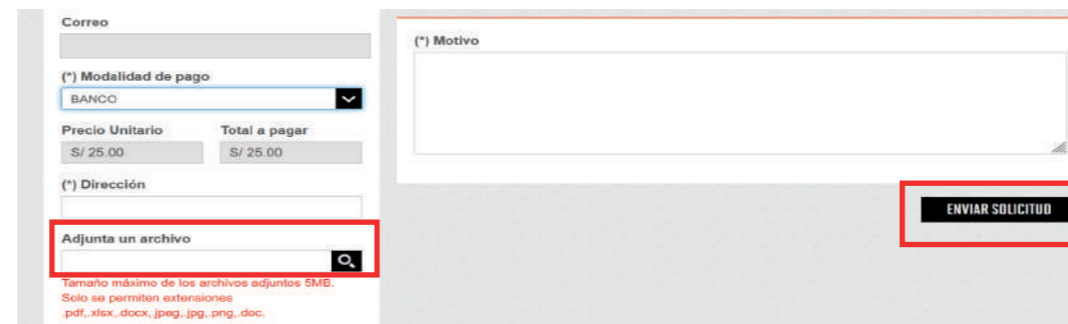 Correo
(*) Modalidad de pago
BANCO
Precio Unitario Total a pagar
S/ 25.00 S/ 25.00
(*) Dirección
Adjunta un archivo
Tamaño máximo de los archivos adjuntos 5MB.
Solo se permiten extensiones
.pdf,.xlsx,.docx,.jpeg,.jpg,.png,.doc.
(*) Motivo
ENVIAR SOLICITUD